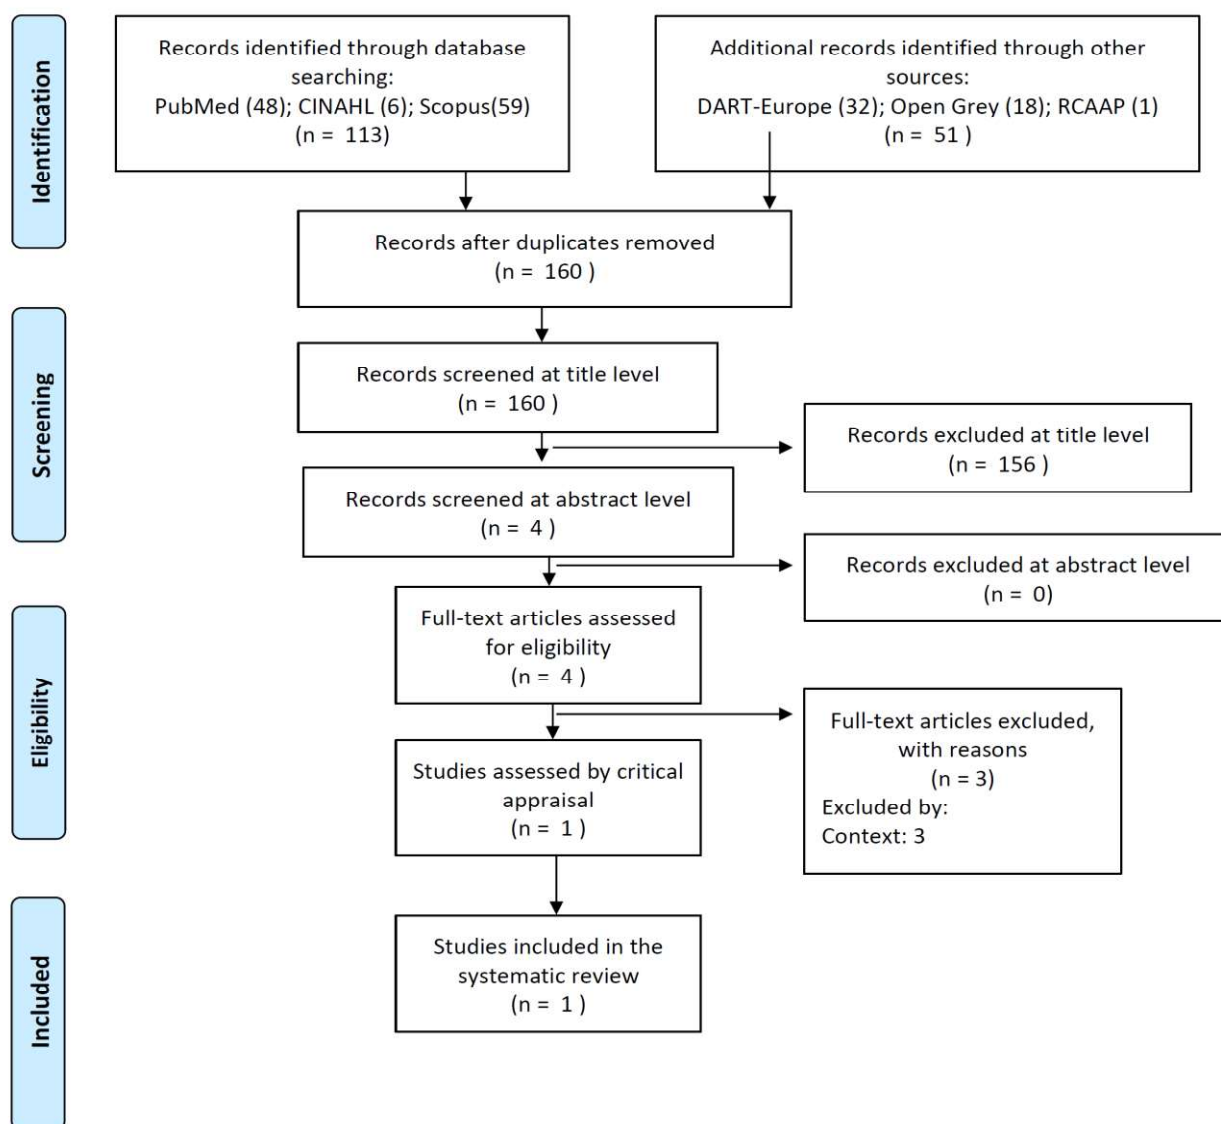 Identification
Records identified through database
searching:
PubMed (48); CINAHL (6); Scopus(59)
(n = 113)
Additional records identified through other
sources:
DART-Europe (32); Open Grey (18); RCAAP (1)
(n = 51 )
Records after duplicates removed
(n = 160 )
Screening
Records screened at title level
(n = 160 )
Records excluded at title level
(n = 156 )
Records screened at abstract level
(n = 4 )
Records excluded at abstract level
(n = 0)
Eligibility
Full-text articles assessed
for eligibility
(n = 4 )
Full-text articles excluded,
with reasons
(n = 3)
Excluded by:
Context: 3
Studies assessed by critical
appraisal
(n = 1 )
Included
Studies included in the
systematic review
(n = 1 )